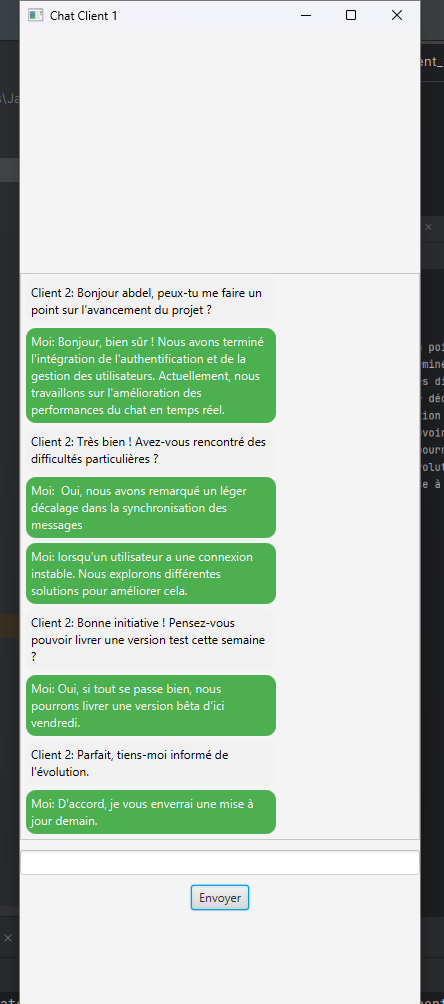 Chat Client 1
ent_
s\Ja
Client 2: Bonjour abdel, peux-tu me faire un
point sur l'avancement du projet ?
Moi: Bonjour, bien sûr ! Nous avons terminé
l'intégration de l'authentification et de la
gestion des utilisateurs. Actuellement, nous
travaillons sur l'amélioration des
performances du chat en temps réel.
Client 2: Très bien ! Avez-vous rencontré des
difficultés particulières ?
Moi:  Oui, nous avons remarqué un léger
décalage dans la synchronisation des
messages
Moi: lorsqu'un utilisateur a une connexion
instable. Nous explorons différentes
solutions pour améliorer cela.
Client 2: Bonne initiative ! Pensez-vous
pouvoir livrer une version test cette semaine
?
Moi: Oui, si tout se passe bien, nous
pourrons livrer une version bêta d'ici
vendredi.
Client 2: Parfait, tiens-moi informé de
l'évolution.
Moi: D'accord, je vous enverrai une mise à
jour demain.
Envoyer